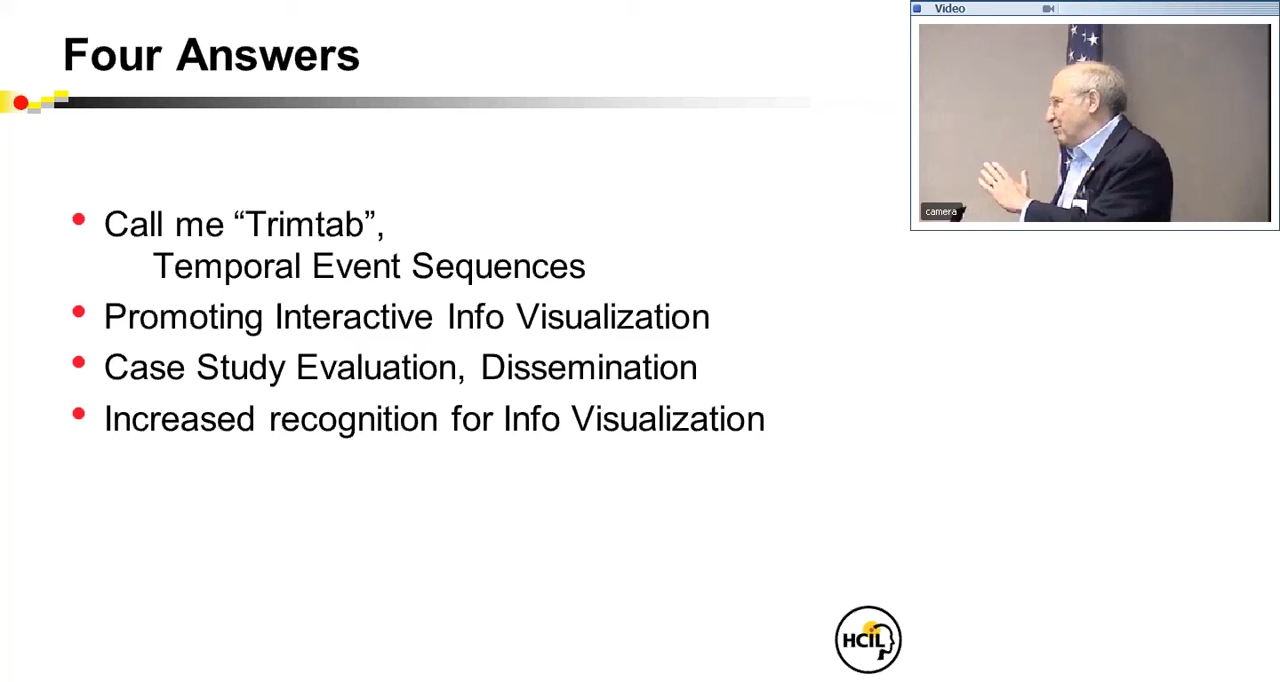 Four Answers
Video
camera
• Call me “Trimtab”,
Temporal Event Sequences
• Promoting Interactive Info Visualization
• Case Study Evaluation, Dissemination
• Increased recognition for Info Visualization
HCIL